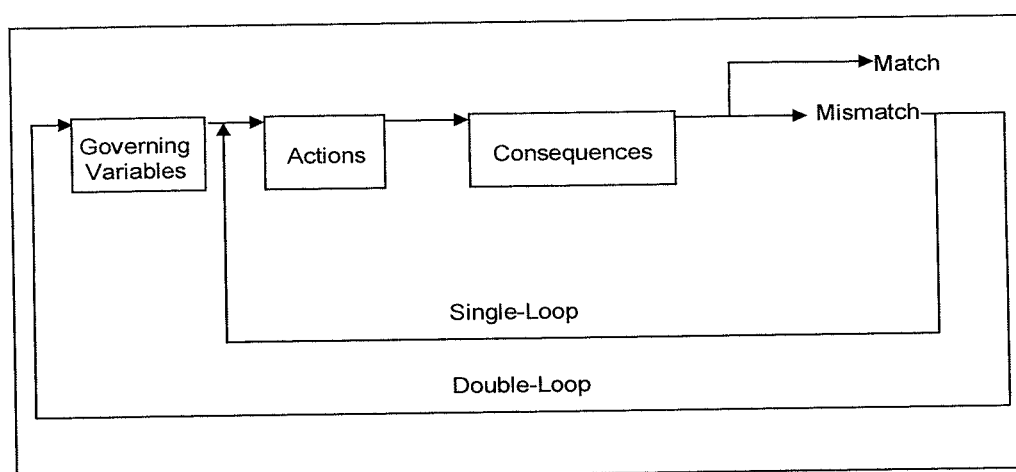 Match
Mismatch
Governing
Variables
Actions
Consequences
Single-Loop
Double-Loop